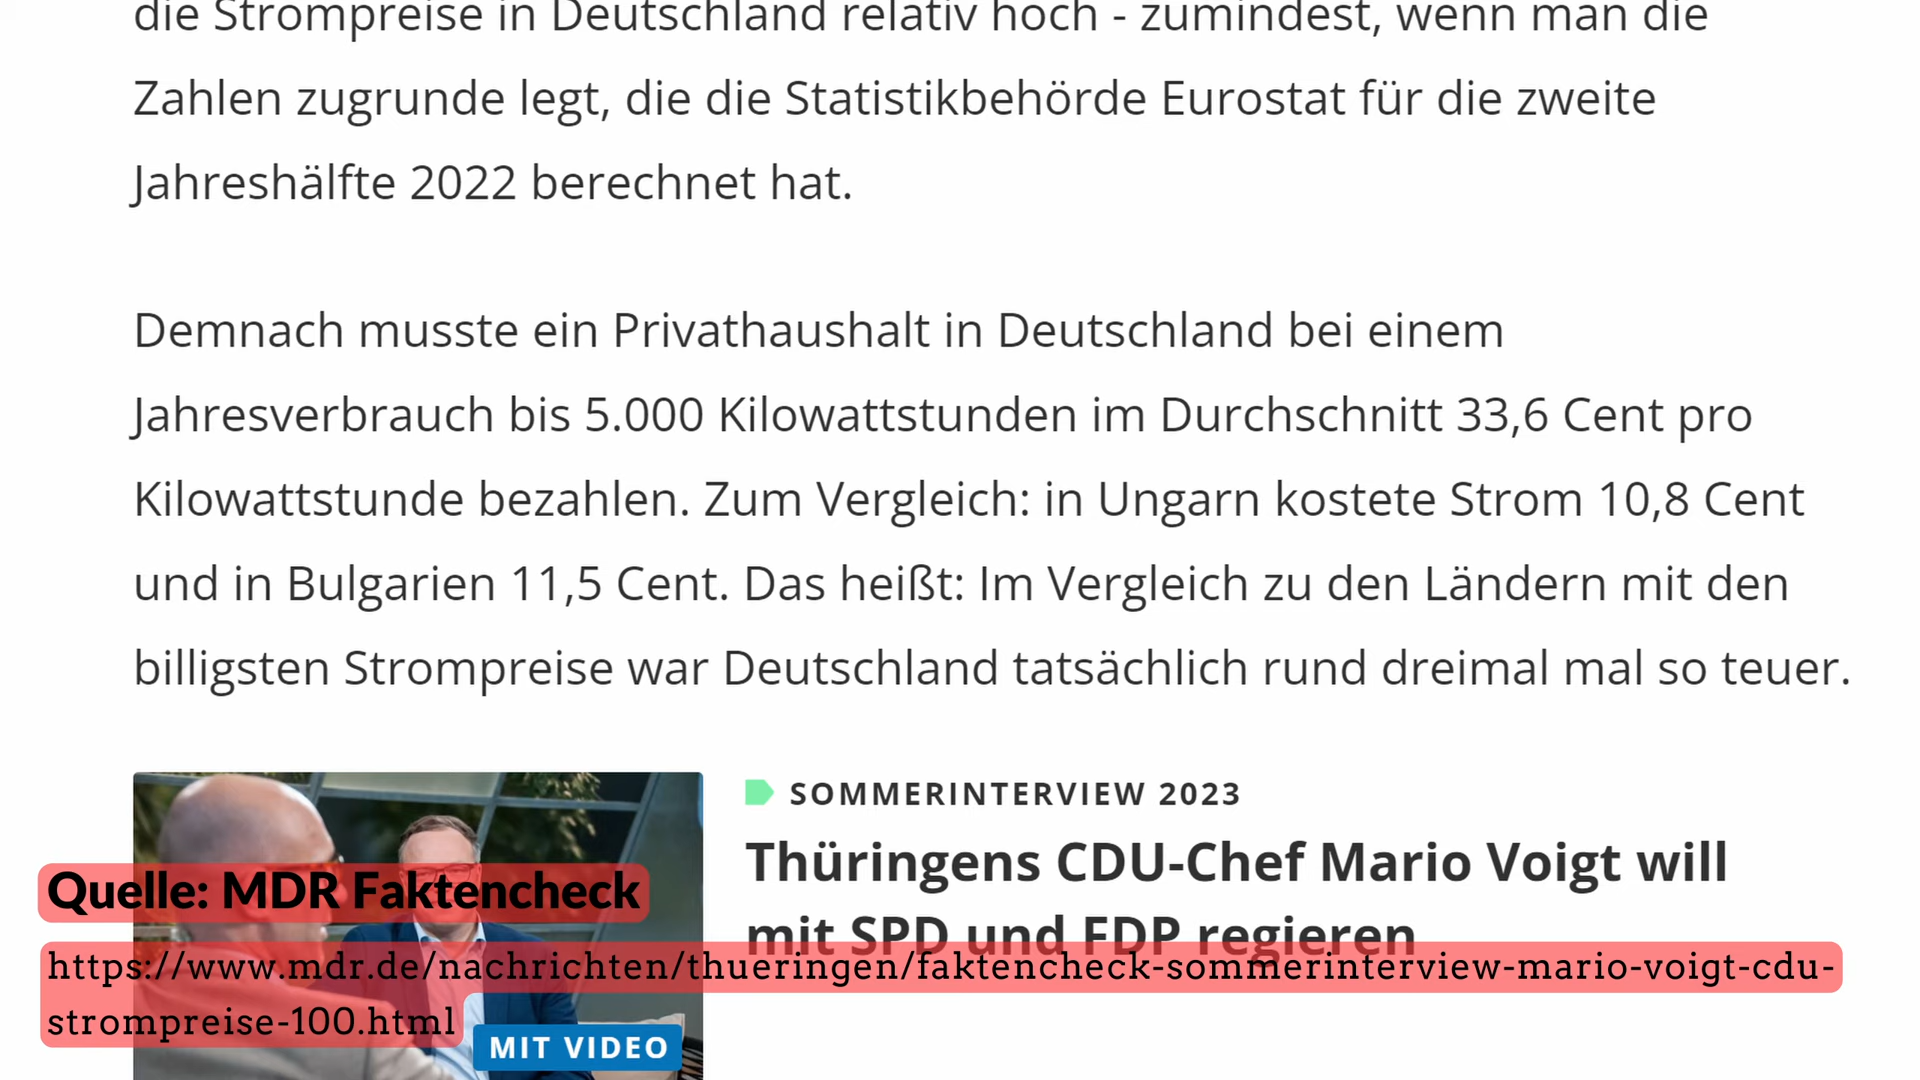 die Strompreise in Deutschland relativ hoch - zumindest, wenn man die
Zahlen zugrunde legt, die die Statistikbehörde Eurostat für die zweite
Jahreshälfte 2022 berechnet hat.
Demnach musste ein Privathaushalt in Deutschland bei einem
Jahresverbrauch bis 5.000 Kilowattstunden im Durchschnitt 33,6 Cent pro
Kilowattstunde bezahlen. Zum Vergleich: in Ungarn kostete Strom 10,8 Cent
und in Bulgarien 11,5 Cent. Das heißt: Im Vergleich zu den Ländern mit den
billigsten Strompreise war Deutschland tatsächlich rund dreimal mal so teuer.
SOMMERINTERVIEW 2023
Thüringens CDU-Chef Mario Voigt will
mit SPD und FDP regieren
Quelle: MDR Faktencheck
https://www.mdr.de/nachrichten/thueringen/faktencheck-sommerinterview-mario-voigt-cdu-
strompreise-100.html
MIT VIDEO